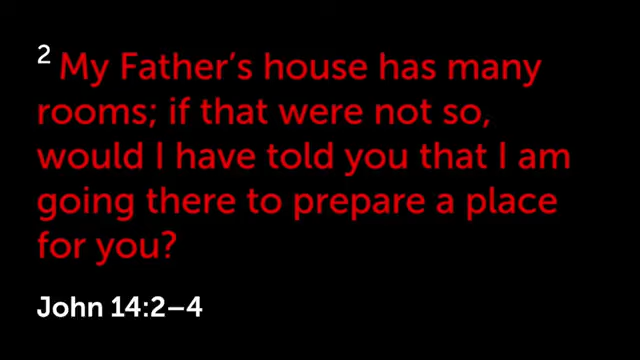 2 My Father’s house has many
rooms; if that were not so,
would I have told you that I am
going there to prepare a place
for you?
John 14:2–4